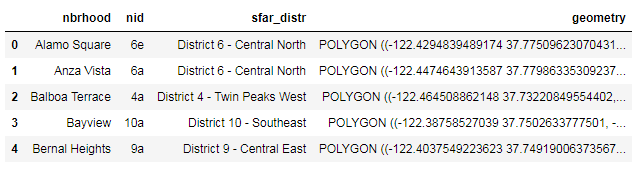 nbrhood nid sfar_distr geometry
0 Alamo Square 6e District 6 - Central North POLYGON ((-122.4294839489174 37.77509623070431...
1 Anza Vista 6a District 6 - Central North POLYGON ((-122.4474643913587 37.77986335309237...
2 Balboa Terrace 4a District 4 - Twin Peaks West POLYGON ((-122.464508862148 37.73220849554402,...
3 Bayview 10a District 10 - Southeast POLYGON ((-122.38758527039 37.7502633777501, -...
4 Bernal Heights 9a District 9 - Central East POLYGON ((-122.4037549223623 37.74919006373567...